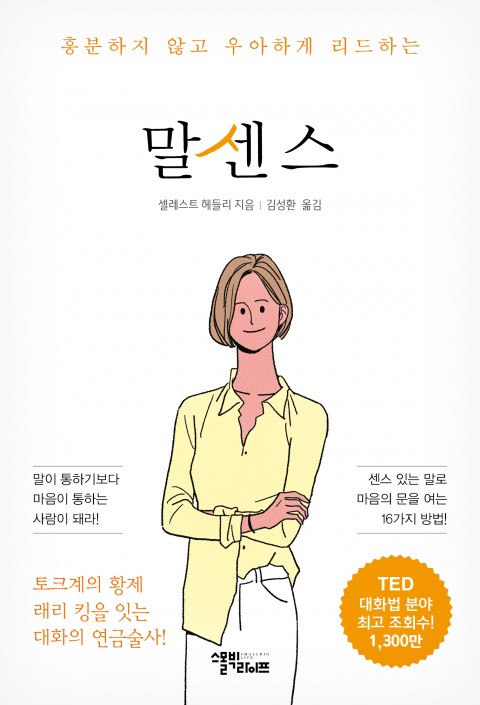 흥분하지 않고 우아하게 리드하는
말센스
셀레스트 헤들리 지음 | 김성환 옮김
말이 통하기보다
마음이 통하는
사람이 돼라!
센스 있는 말로
마음의 문을 여는
16가지 방법!
토크계의 황제
래리 킹을 잇는
대화의 연금술사!
TED
대화법 분야
최고 조회수!
1,300만
스몰빅라이프
SMALLBIG
LIFE